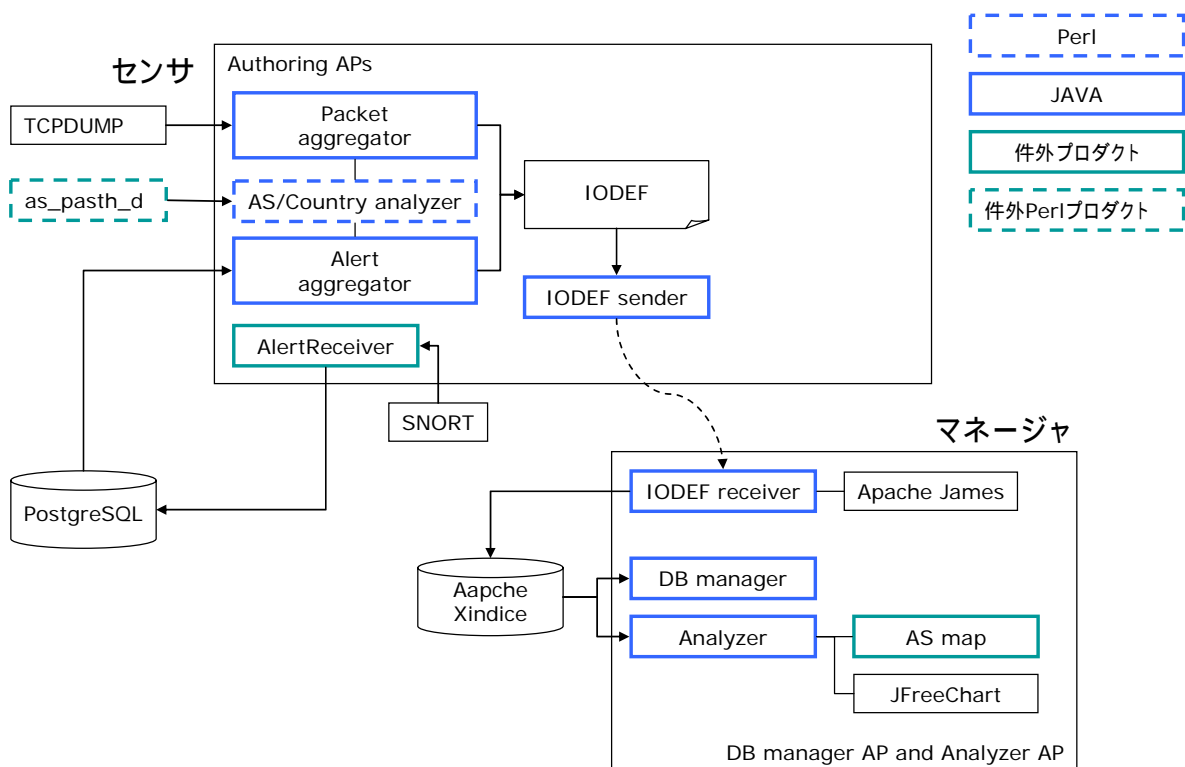 Perl
JAVA
件外プロダクト
件外Perlプロダクト
センサ
Authoring APs
TCPDUMP
Packet
aggregator
as_pasth_d
AS/Country analyzer
Alert
aggregator
IODEF
IODEF sender
AlertReceiver
SNORT
PostgreSQL
マネージャ
IODEF receiver
Apache James
Aapche
Xindice
DB manager
Analyzer
AS map
JFreeChart
DB manager AP and Analyzer AP